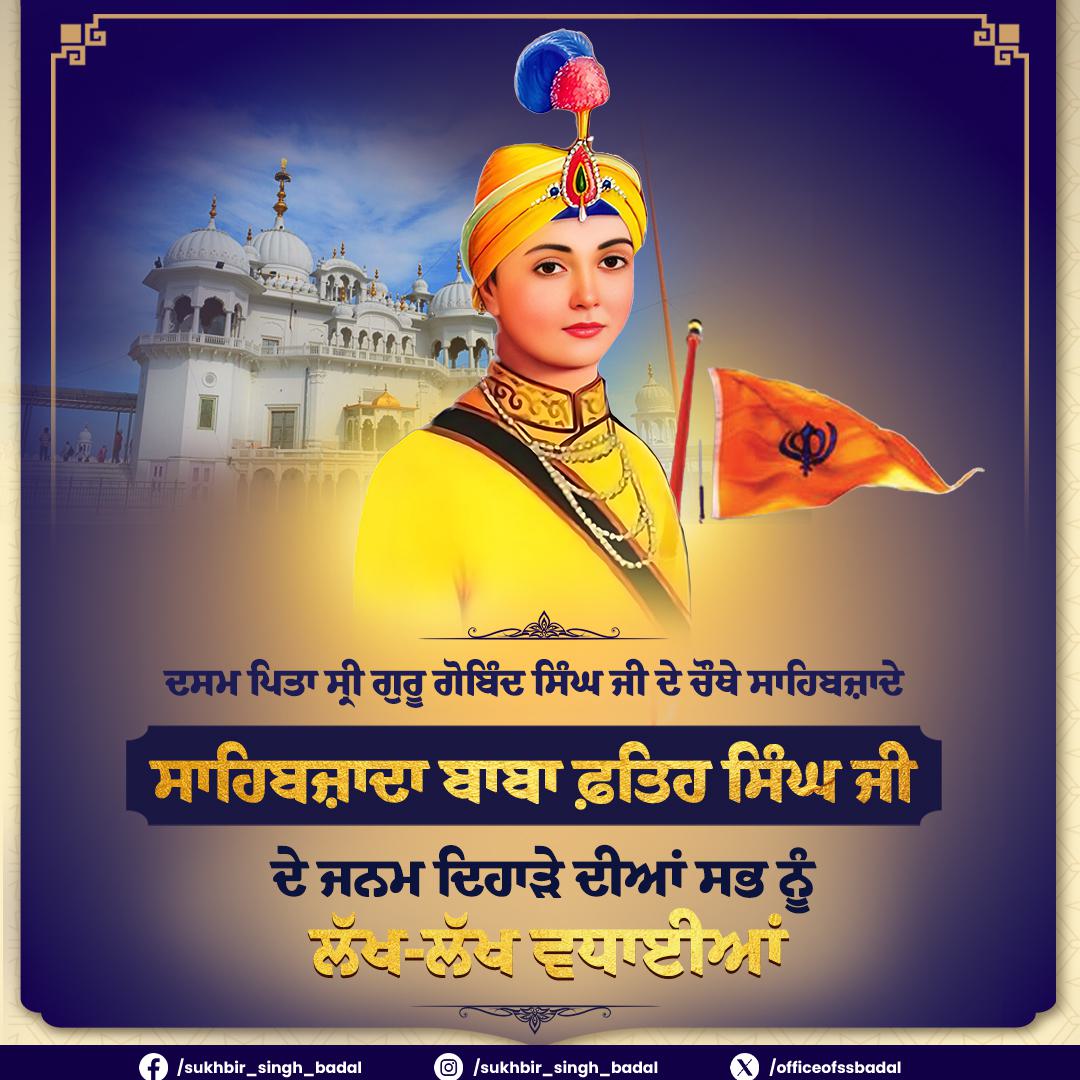 ਦਸਮ ਪਿਤਾ ਸ੍ਰੀ ਗੁਰੂ ਗੋਬਿੰਦ ਸਿੰਘ ਜੀ ਦੇ ਚੌਥੇ ਸਾਹਿਬਜ਼ਾਦੇ
ਸਾਹਿਬਜ਼ਾਦਾ ਬਾਬਾ ਫ਼ਤਿਹ ਸਿੰਘ ਜੀ
ਦੇ ਜਨਮ ਦਿਹਾੜੇ ਦੀਆਂ ਸਭ ਨੂੰ
ਲੱਖ-ਲੱਖ ਵਧਾਈਆਂ
/sukhbir_singh_badal /sukhbir_singh_badal /officeofssbadal